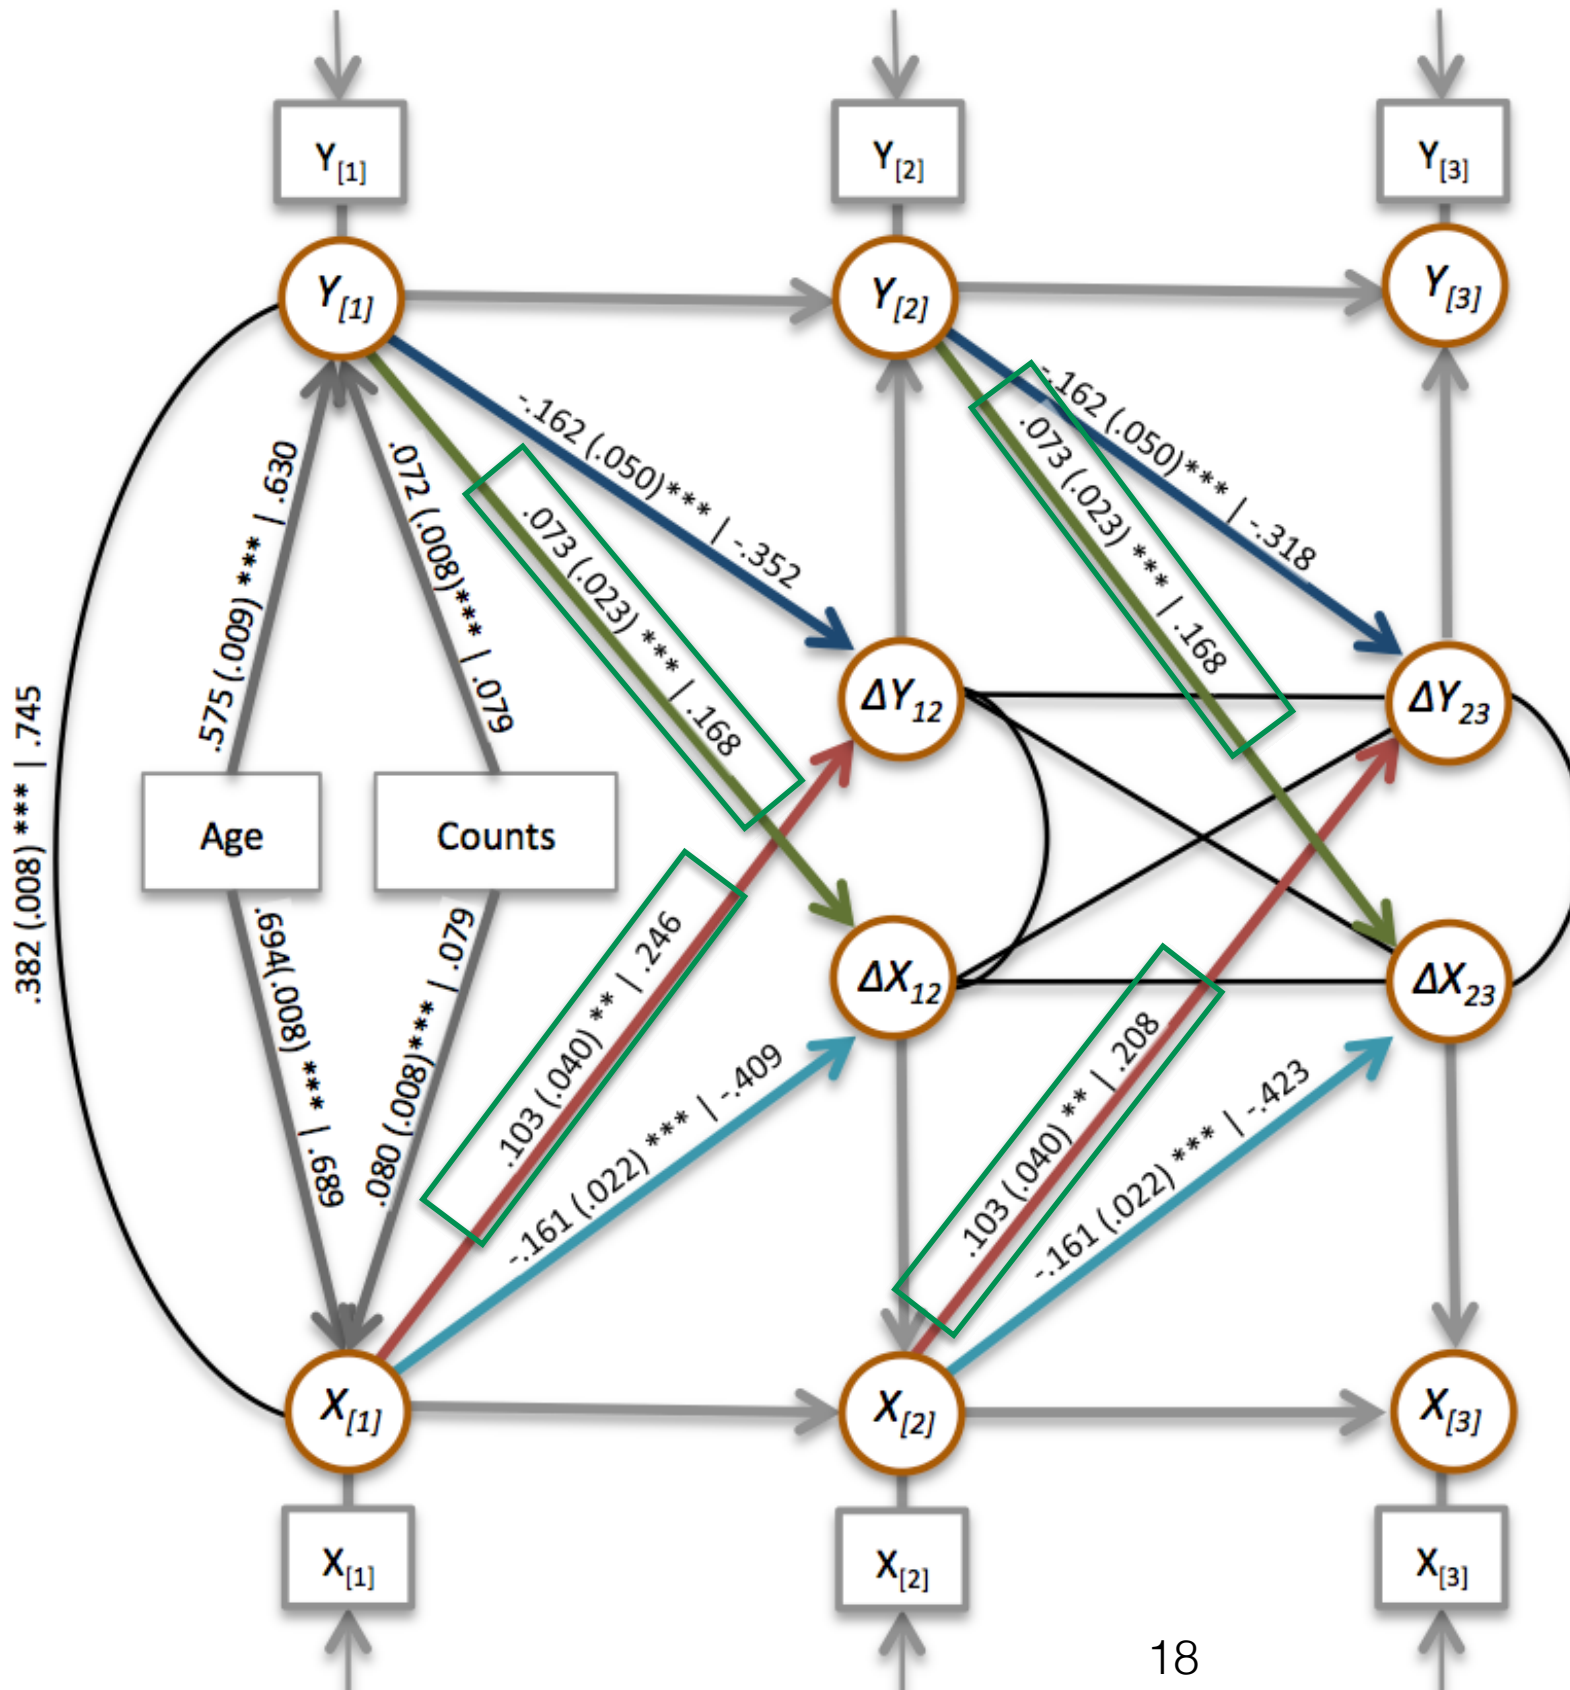 Y[1]
Y[2]
Y[3]
Y[1]
Y[2]
Y[3]
-.162 (.050)*** | -.352
-.162 (.050)*** | -.318
.073 (.023) *** | .168
.073 (.023) *** | .168
.575 (.009) *** | .630
.072 (.008)*** | .079
.382 (.008) *** | .745
ΔY12
ΔY23
Age
Counts
ΔX12
ΔX23
.694(.008) *** | .689
.080 (.008)*** | .079
.103 (.040) ** | .246
-.161 (.022) *** | -.409
.103 (.040) ** | .208
-.161 (.022) *** | -.423
X[1]
X[2]
X[3]
X[1]
X[2]
X[3]
18